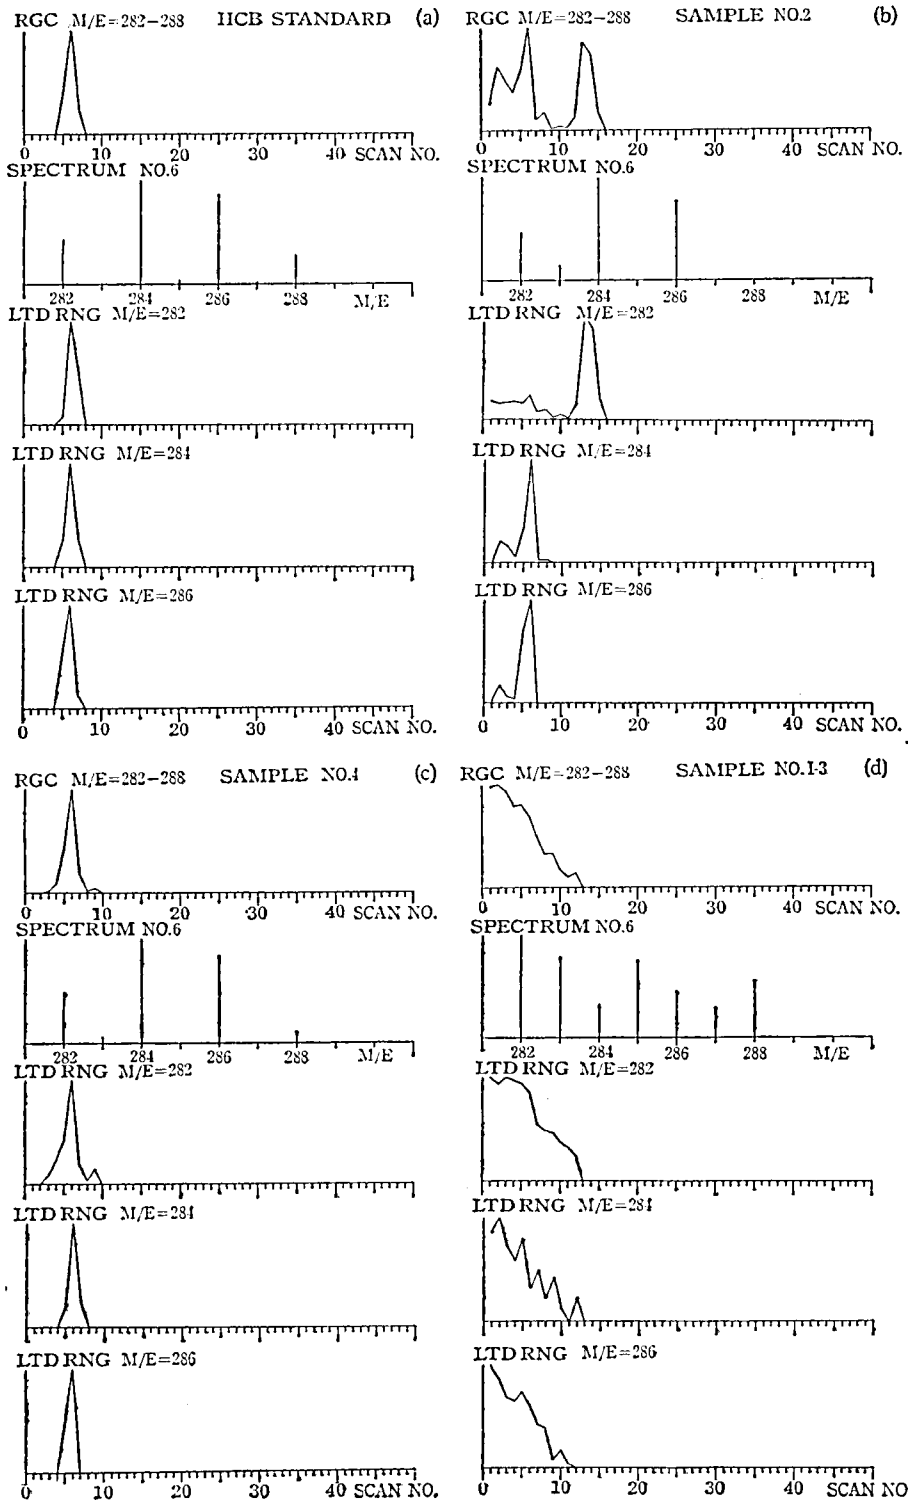 RGC M/E=282-288 HCB STANDARD (a)
0 10 20 30 40 SCAN NO.
SPECTRUM NO.6
282 284 286 288 M/E
LTD RNG M/E=282
LTD RNG M/E=284
LTD RNG M/E=286
0 10 20 30 40 SCAN NO.
RGC M/E=282-288 SAMPLE NO.2 (b)
0 10 20 30 40 SCAN NO.
SPECTRUM NO.6
282 284 286 288 M/E
LTD RNG M/E=282
LTD RNG M/E=284
LTD RNG M/E=286
0 10 20 30 40 SCAN NO.
RGC M/E=282-288 SAMPLE NO.4 (c)
0 10 20 30 40 SCAN NO.
SPECTRUM NO.6
282 284 286 288 M/E
LTD RNG M/E=282
LTD RNG M/E=284
LTD RNG M/E=286
0 10 20 30 40 SCAN NO.
RGC M/E=282-288 SAMPLE NO.I-3 (d)
0 10 20 30 40 SCAN NO.
SPECTRUM NO.6
282 284 286 288 M/E
LTD RNG M/E=282
LTD RNG M/E=284
LTD RNG M/E=286
0 10 20 30 40 SCAN NO